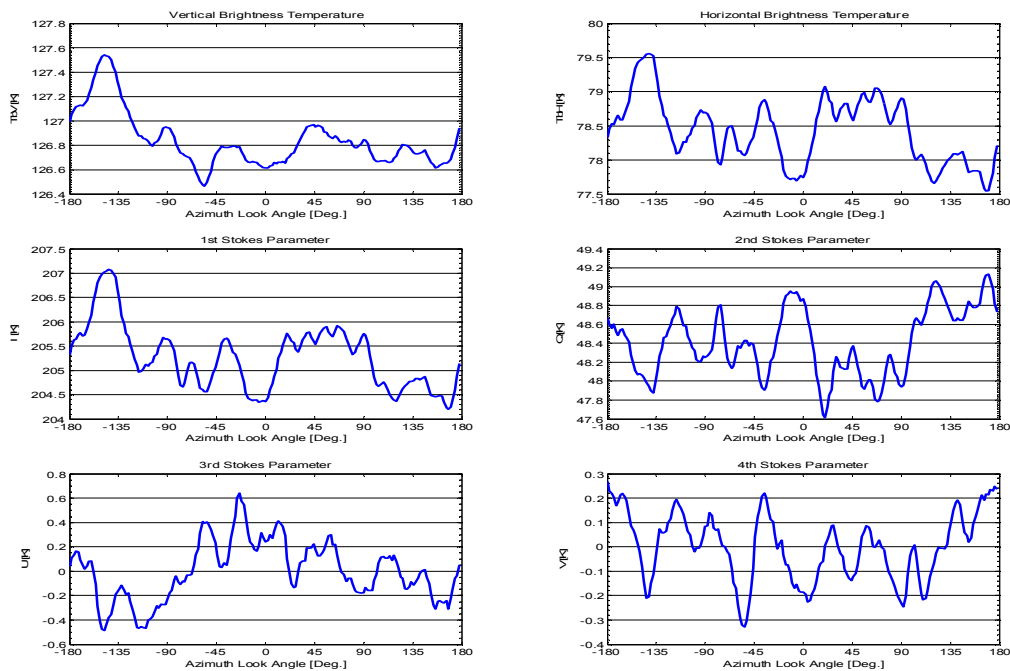 Vertical Brightness Temperature
127.8
127.6
127.4
127.2
127
126.8
126.6
126.4
TbV[K]
-180 -135 -90 -45 0 45 90 135 180
Azimuth Look Angle [Deg.]
Horizontal Brightness Temperature
80
79.5
79
78.5
78
77.5
TbH[K]
-180 -135 -90 -45 0 45 90 135 180
Azimuth Look Angle [Deg.]
1st Stokes Parameter
207.5
207
206.5
206
205.5
205
204.5
204
I [K]
-180 -135 -90 -45 0 45 90 135 180
Azimuth Look Angle [Deg.]
2nd Stokes Parameter
49.4
49.2
49
48.8
48.6
48.4
48.2
48
47.8
47.6
Q[K]
-180 -135 -90 -45 0 45 90 135 180
Azimuth Look Angle [Deg.]
3rd Stokes Parameter
0.8
0.6
0.4
0.2
0
-0.2
-0.4
-0.6
U[K]
-180 -135 -90 -45 0 45 90 135 180
Azimuth Look Angle [Deg.]
4th Stokes Parameter
0.3
0.2
0.1
0
-0.1
-0.2
-0.3
-0.4
V[K]
-180 -135 -90 -45 0 45 90 135 180
Azimuth Look Angle [Deg.]